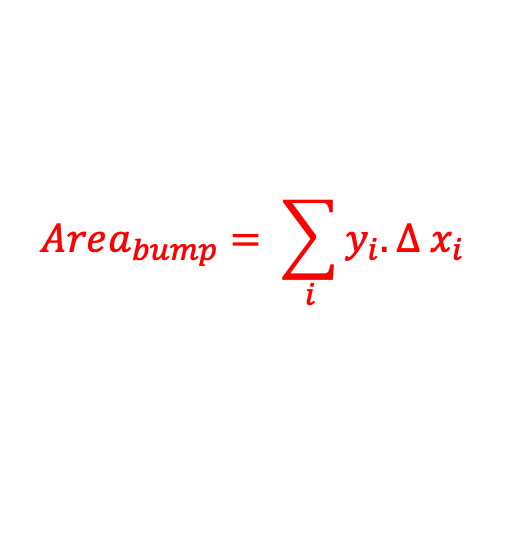 Area_bump = ∑_i y_i . Δ x_i